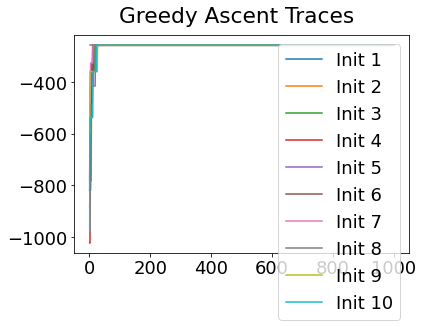 Greedy Ascent Traces
−400
−600
−800
−1000
0
200
400
600
800
1000
Init 1
Init 2
Init 3
Init 4
Init 5
Init 6
Init 7
Init 8
Init 9
Init 10